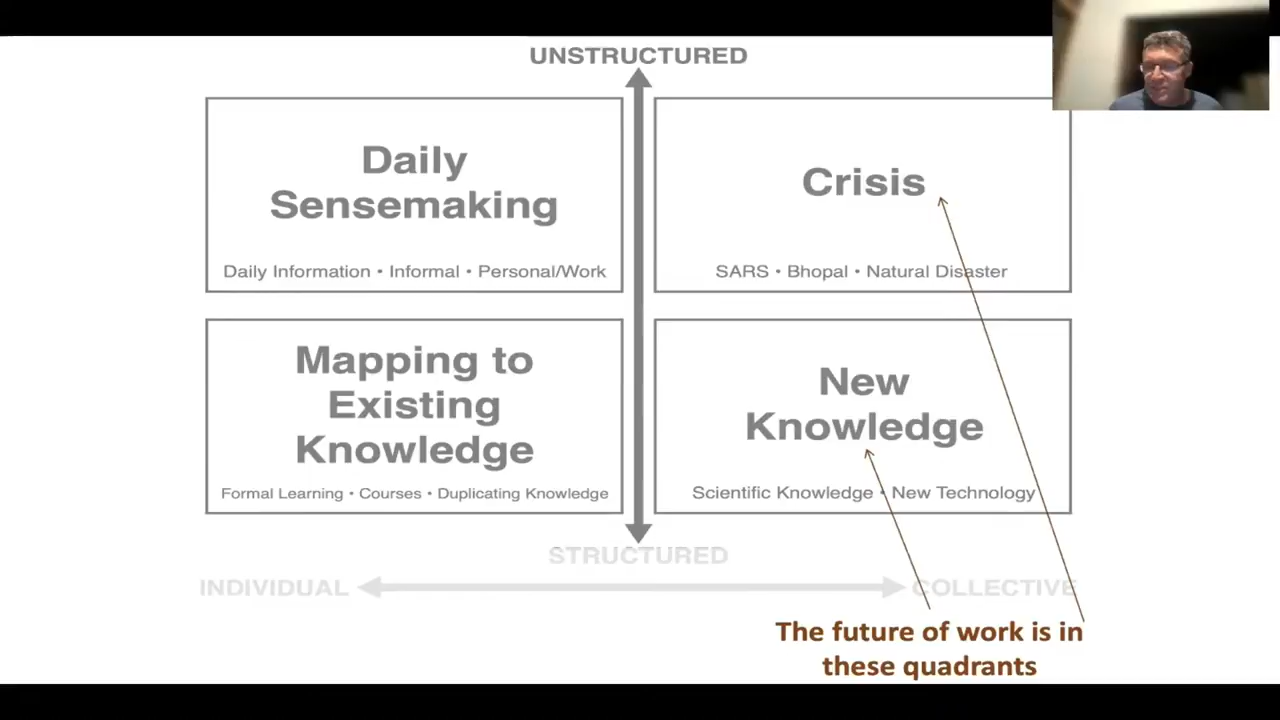 UNSTRUCTURED
Daily
Sensemaking
Daily Information • Informal • Personal/Work
Crisis
SARS • Bhopal • Natural Disaster
Mapping to
Existing
Knowledge
Formal Learning • Courses • Duplicating Knowledge
New
Knowledge
Scientific Knowledge • New Technology
STRUCTURED
INDIVIDUAL
COLLECTIVE
The future of work is in
these quadrants